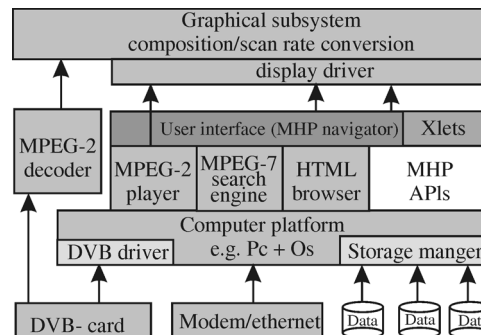 Graphical subsystem
composition/scan rate conversion
display driver
User interface (MHP navigator)
Xlets
MPEG-2
decoder
MPEG-2
player
MPEG-7
search
engine
HTML
browser
MHP
APIs
Computer platform
e.g. Pc + Os
DVB driver
Storage manger
DVB- card
Modem/ethernet
Data
Data
Dat